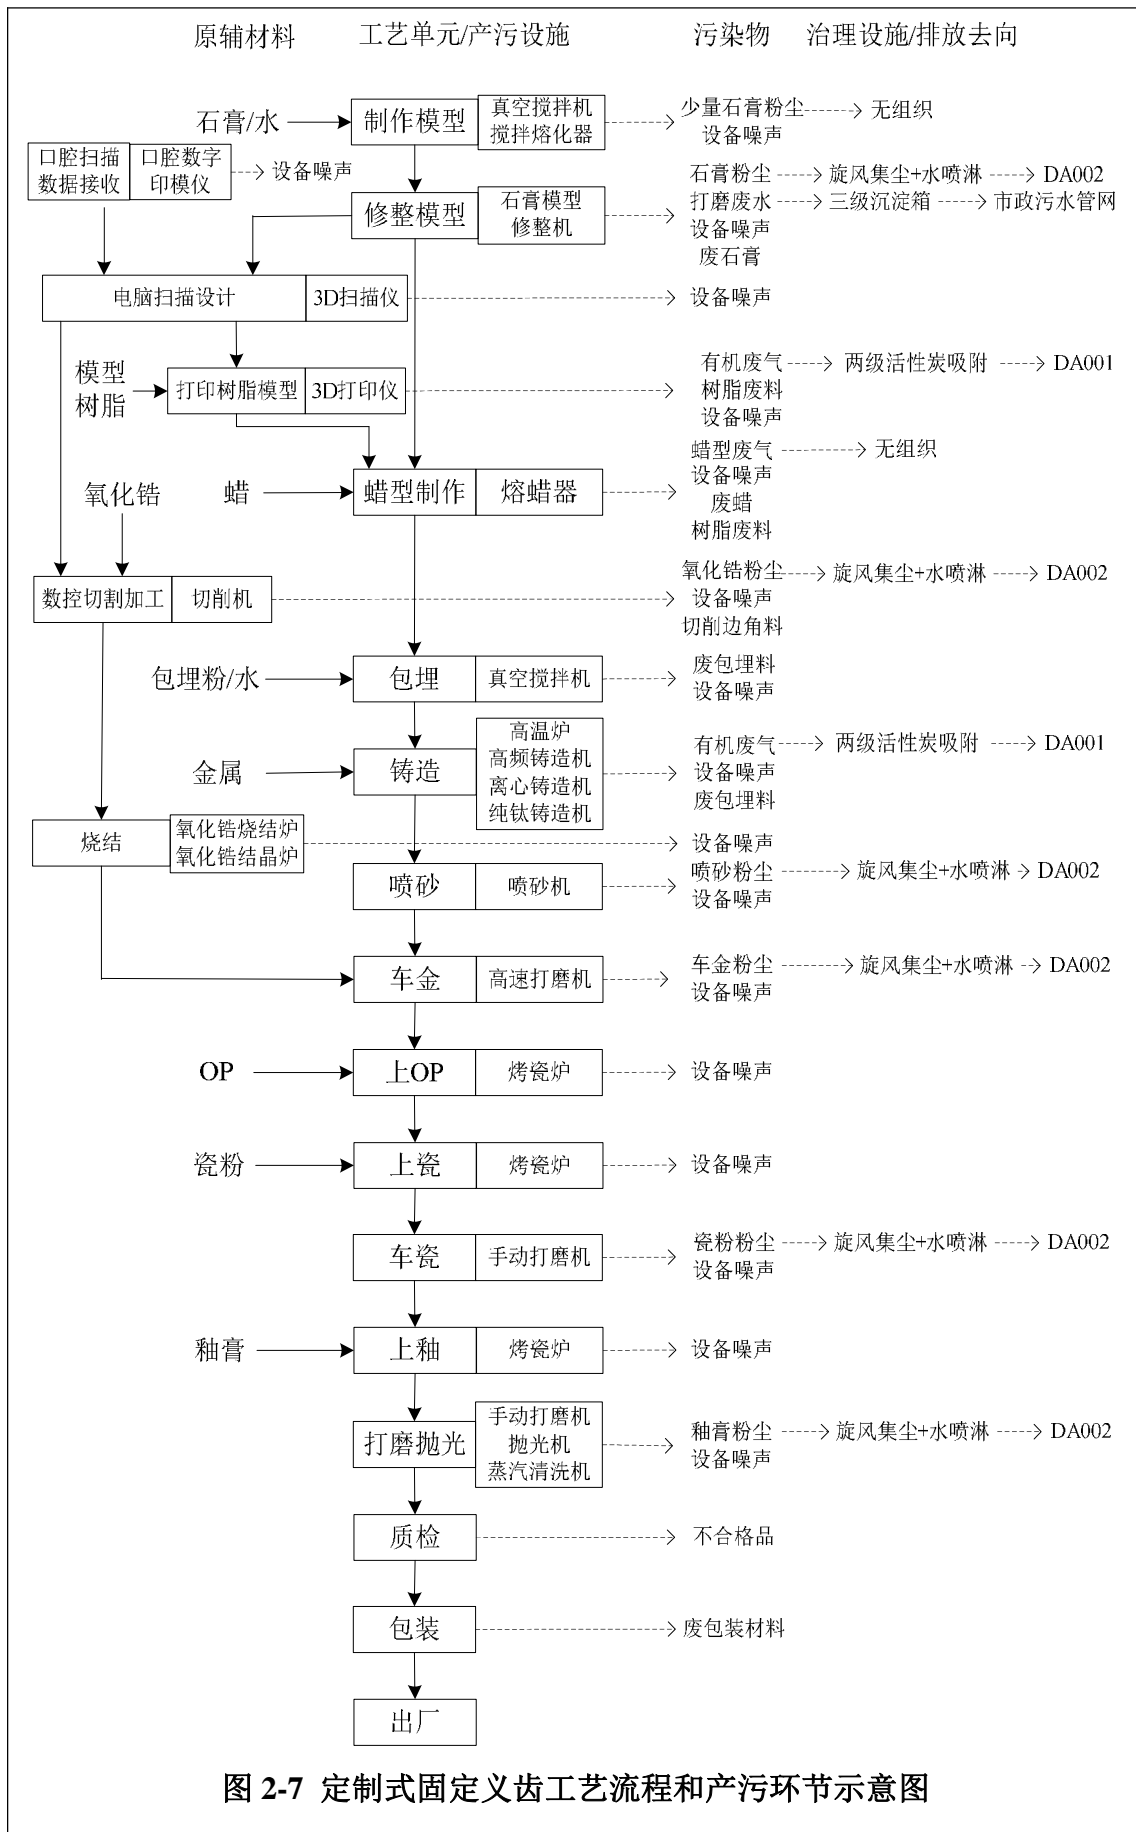 原辅材料 工艺单元/产污设施 污染物 治理设施/排放去向
石膏/水 制作模型 真空搅拌机 少量石膏粉尘 无组织
搅拌熔化器 设备噪声
口腔扫描 口腔数字 设备噪声
数据接收 印模仪
石膏粉尘 旋风集尘+水喷淋 DA002
修整模型 石膏模型 打磨废水 三级沉淀箱 市政污水管网
修整机 设备噪声
废石膏
电脑扫描设计 3D扫描仪 设备噪声
模型 有机废气 两级活性炭吸附 DA001
树脂 打印树脂模型 3D打印仪 树脂废料
设备噪声
蜡型废气 无组织
氧化锆 蜡 蜡型制作 熔蜡器 设备噪声
废蜡
树脂废料
氧化锆粉尘 旋风集尘+水喷淋 DA002
数控切割加工 切削机 设备噪声
切削边角料
包埋粉/水 包埋 真空搅拌机 废包埋料
设备噪声
高温炉
金属 铸造 高频铸造机 有机废气 两级活性炭吸附 DA001
离心铸造机 设备噪声
纯钛铸造机 废包埋料
烧结 氧化锆烧结炉 设备噪声
氧化锆结晶炉
喷砂 喷砂机 喷砂粉尘 旋风集尘+水喷淋 DA002
设备噪声
车金 高速打磨机 车金粉尘 旋风集尘+水喷淋 DA002
设备噪声
OP 上OP 烤瓷炉 设备噪声
瓷粉 上瓷 烤瓷炉 设备噪声
车瓷 手动打磨机 瓷粉粉尘 旋风集尘+水喷淋 DA002
设备噪声
釉膏 上釉 烤瓷炉 设备噪声
手动打磨机
打磨抛光 抛光机 釉膏粉尘 旋风集尘+水喷淋 DA002
蒸汽清洗机 设备噪声
质检 不合格品
包装 废包装材料
出厂
图 2-7 定制式固定义齿工艺流程和产污环节示意图